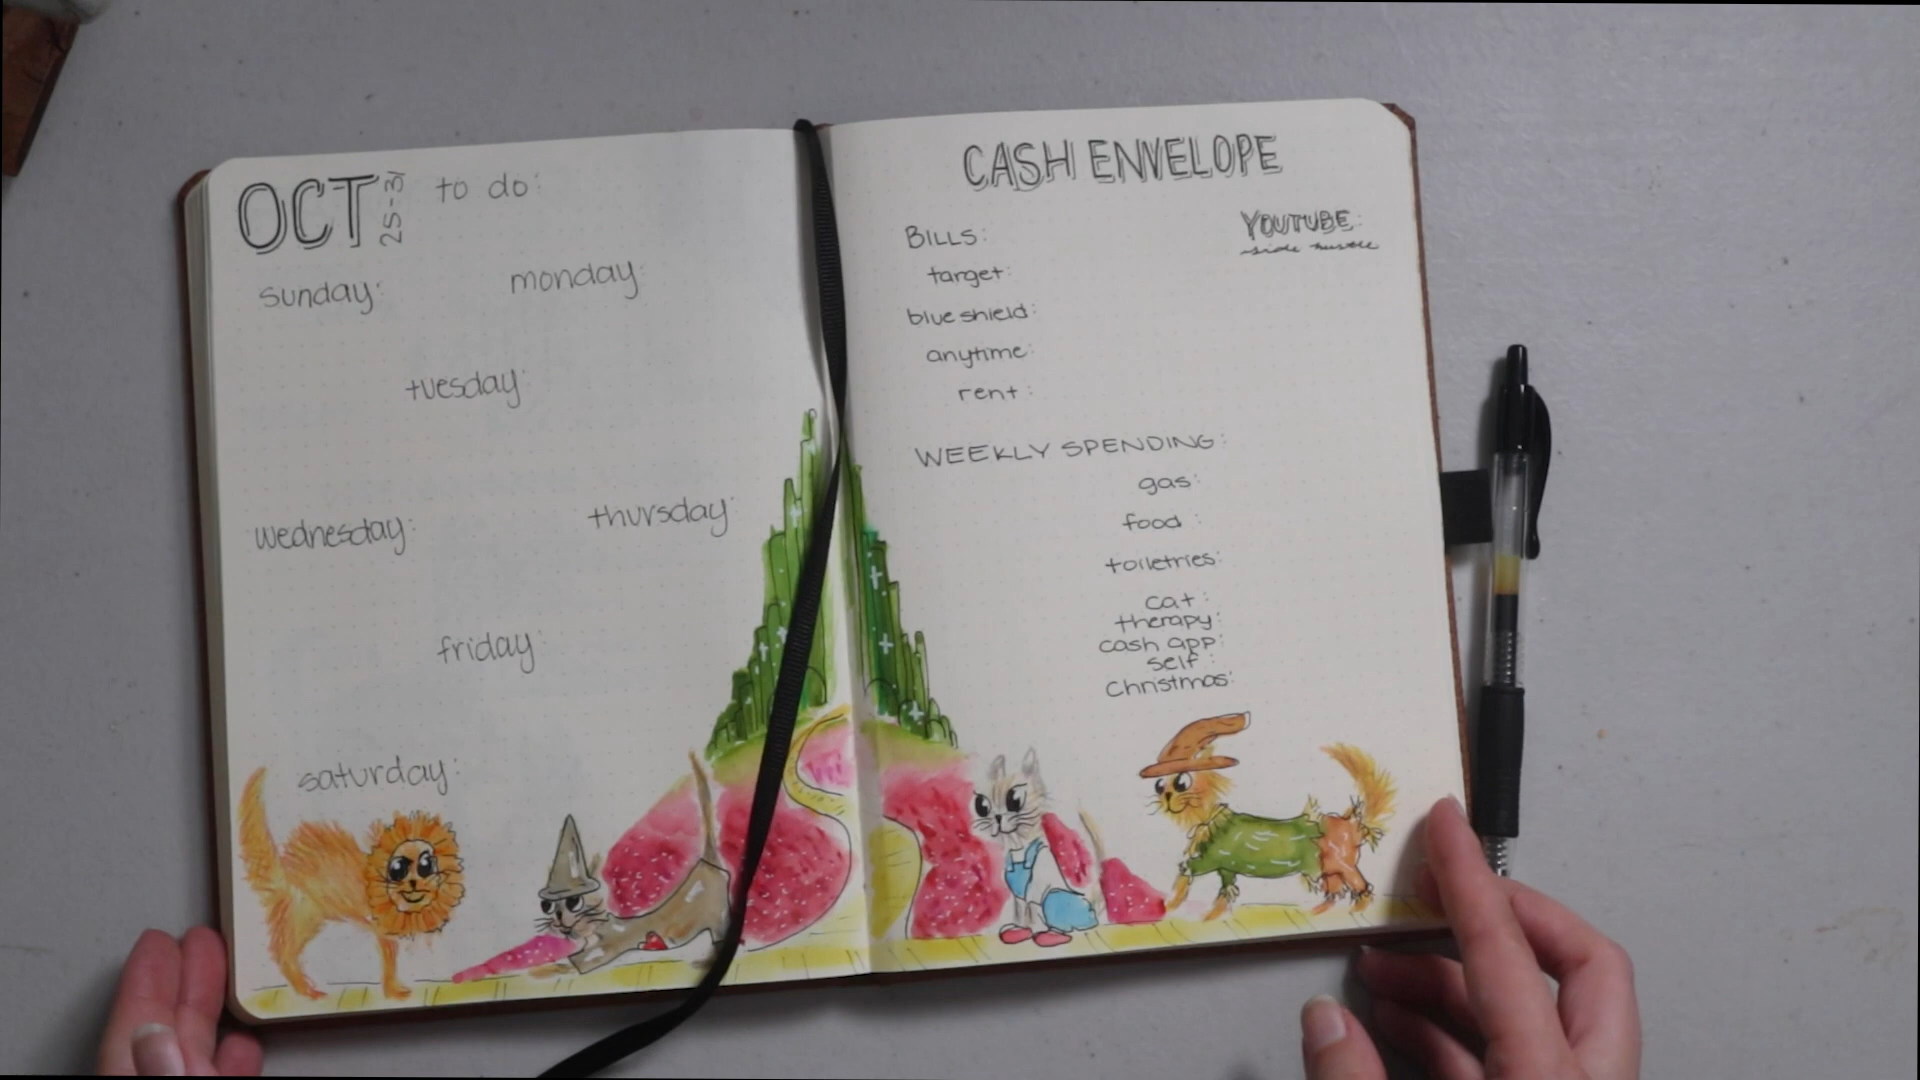 OCT 25-31 to do:
sunday: monday:
tuesday:
wednesday: thursday:
friday:
saturday:
CASH ENVELOPE
BILLS: YOUTUBE:
side hustle
target:
blue shield:
anytime:
rent:
WEEKLY SPENDING:
gas:
food:
toiletries:
cat:
therapy:
cash app:
self:
Christmas: